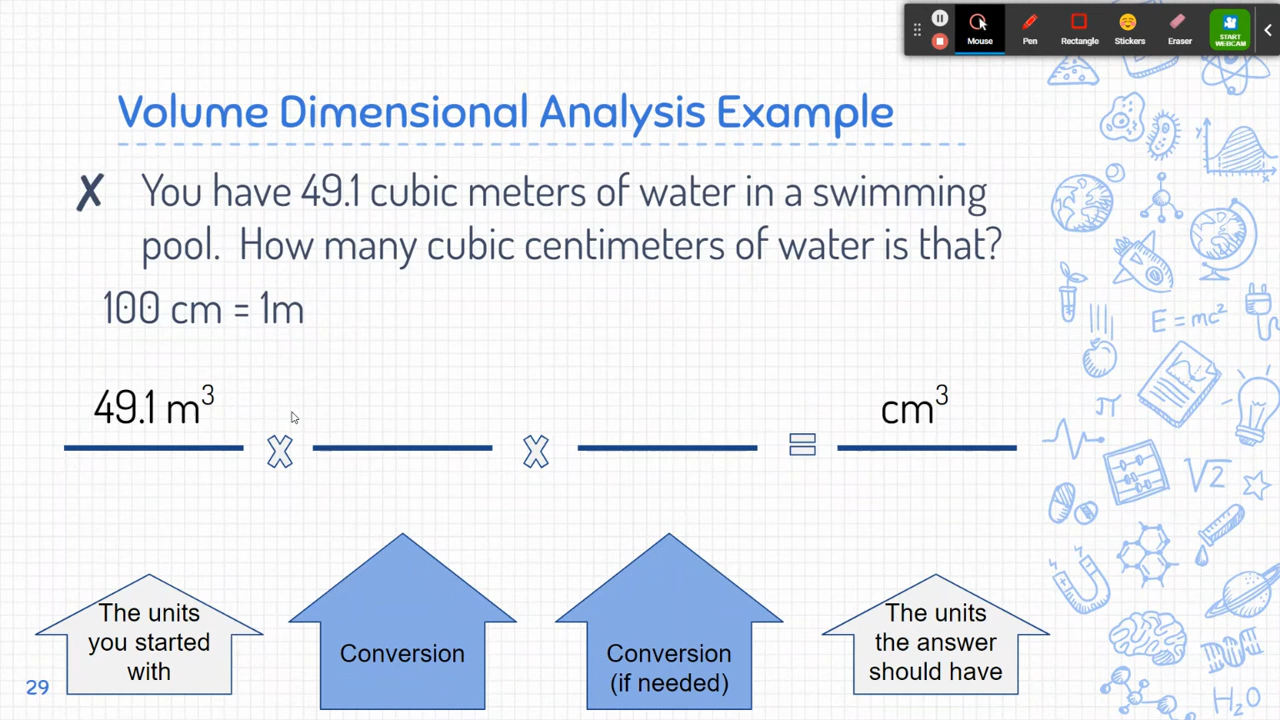 Mouse
Pen
Rectangle
Stickers
Eraser
START
WEBCAM
Volume Dimensional Analysis Example
✗ You have 49.1 cubic meters of water in a swimming
pool. How many cubic centimeters of water is that?
100 cm = 1m
49.1 m³
X
X
=
cm³
The units
you started
with
Conversion
Conversion
(if needed)
The units
the answer
should have
29
y
x
E = mc²
π
√2
H₂O